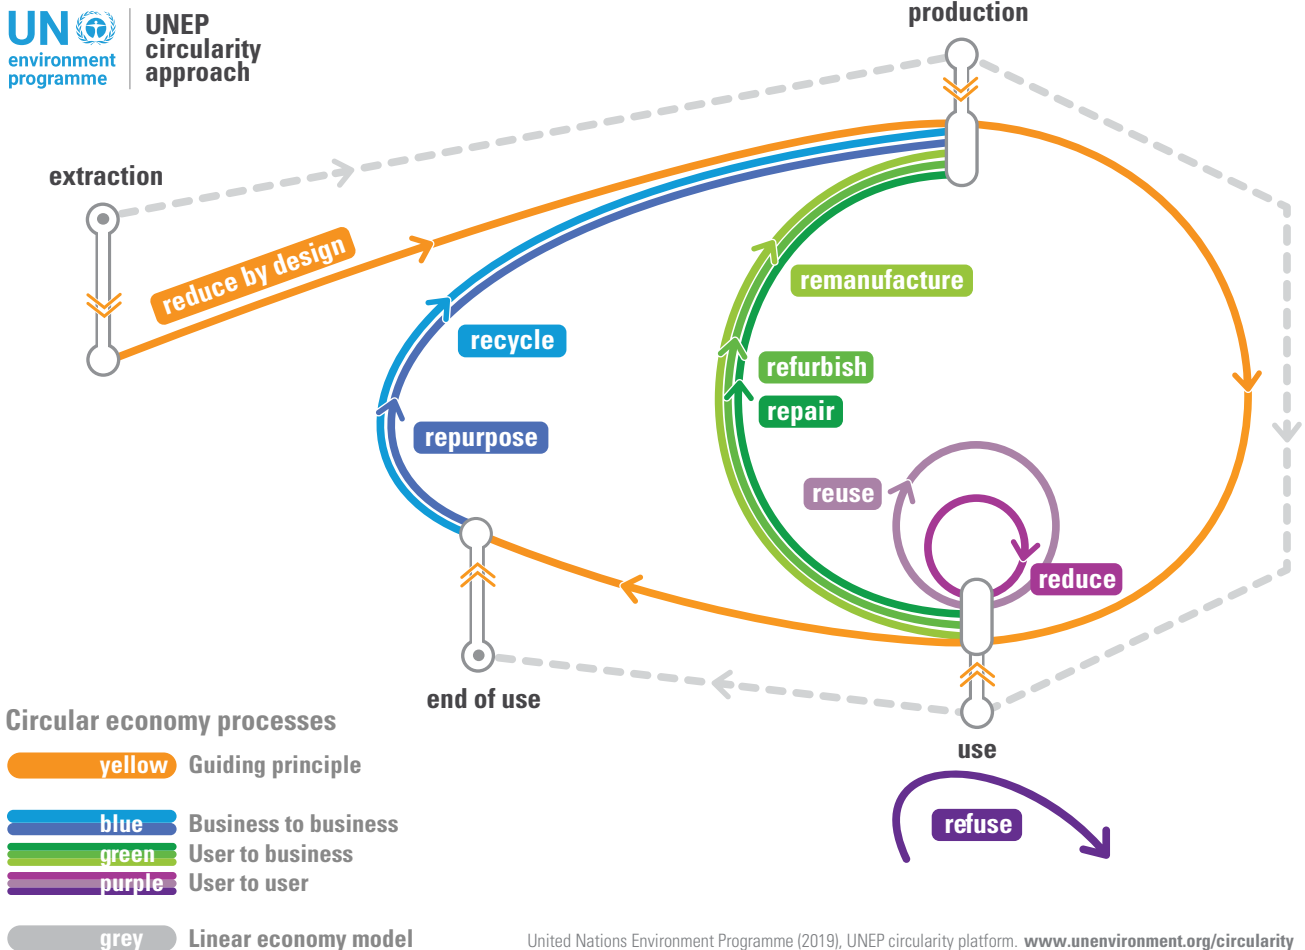 UN
environment
programme
UNEP
circularity
approach
production
extraction
reduce by design
remanufacture
recycle
refurbish
repair
repurpose
reuse
reduce
end of use
use
refuse
Circular economy processes
yellow Guiding principle
blue Business to business
green User to business
purple User to user
grey Linear economy model
United Nations Environment Programme (2019), UNEP circularity platform. www.unenvironment.org/circularity